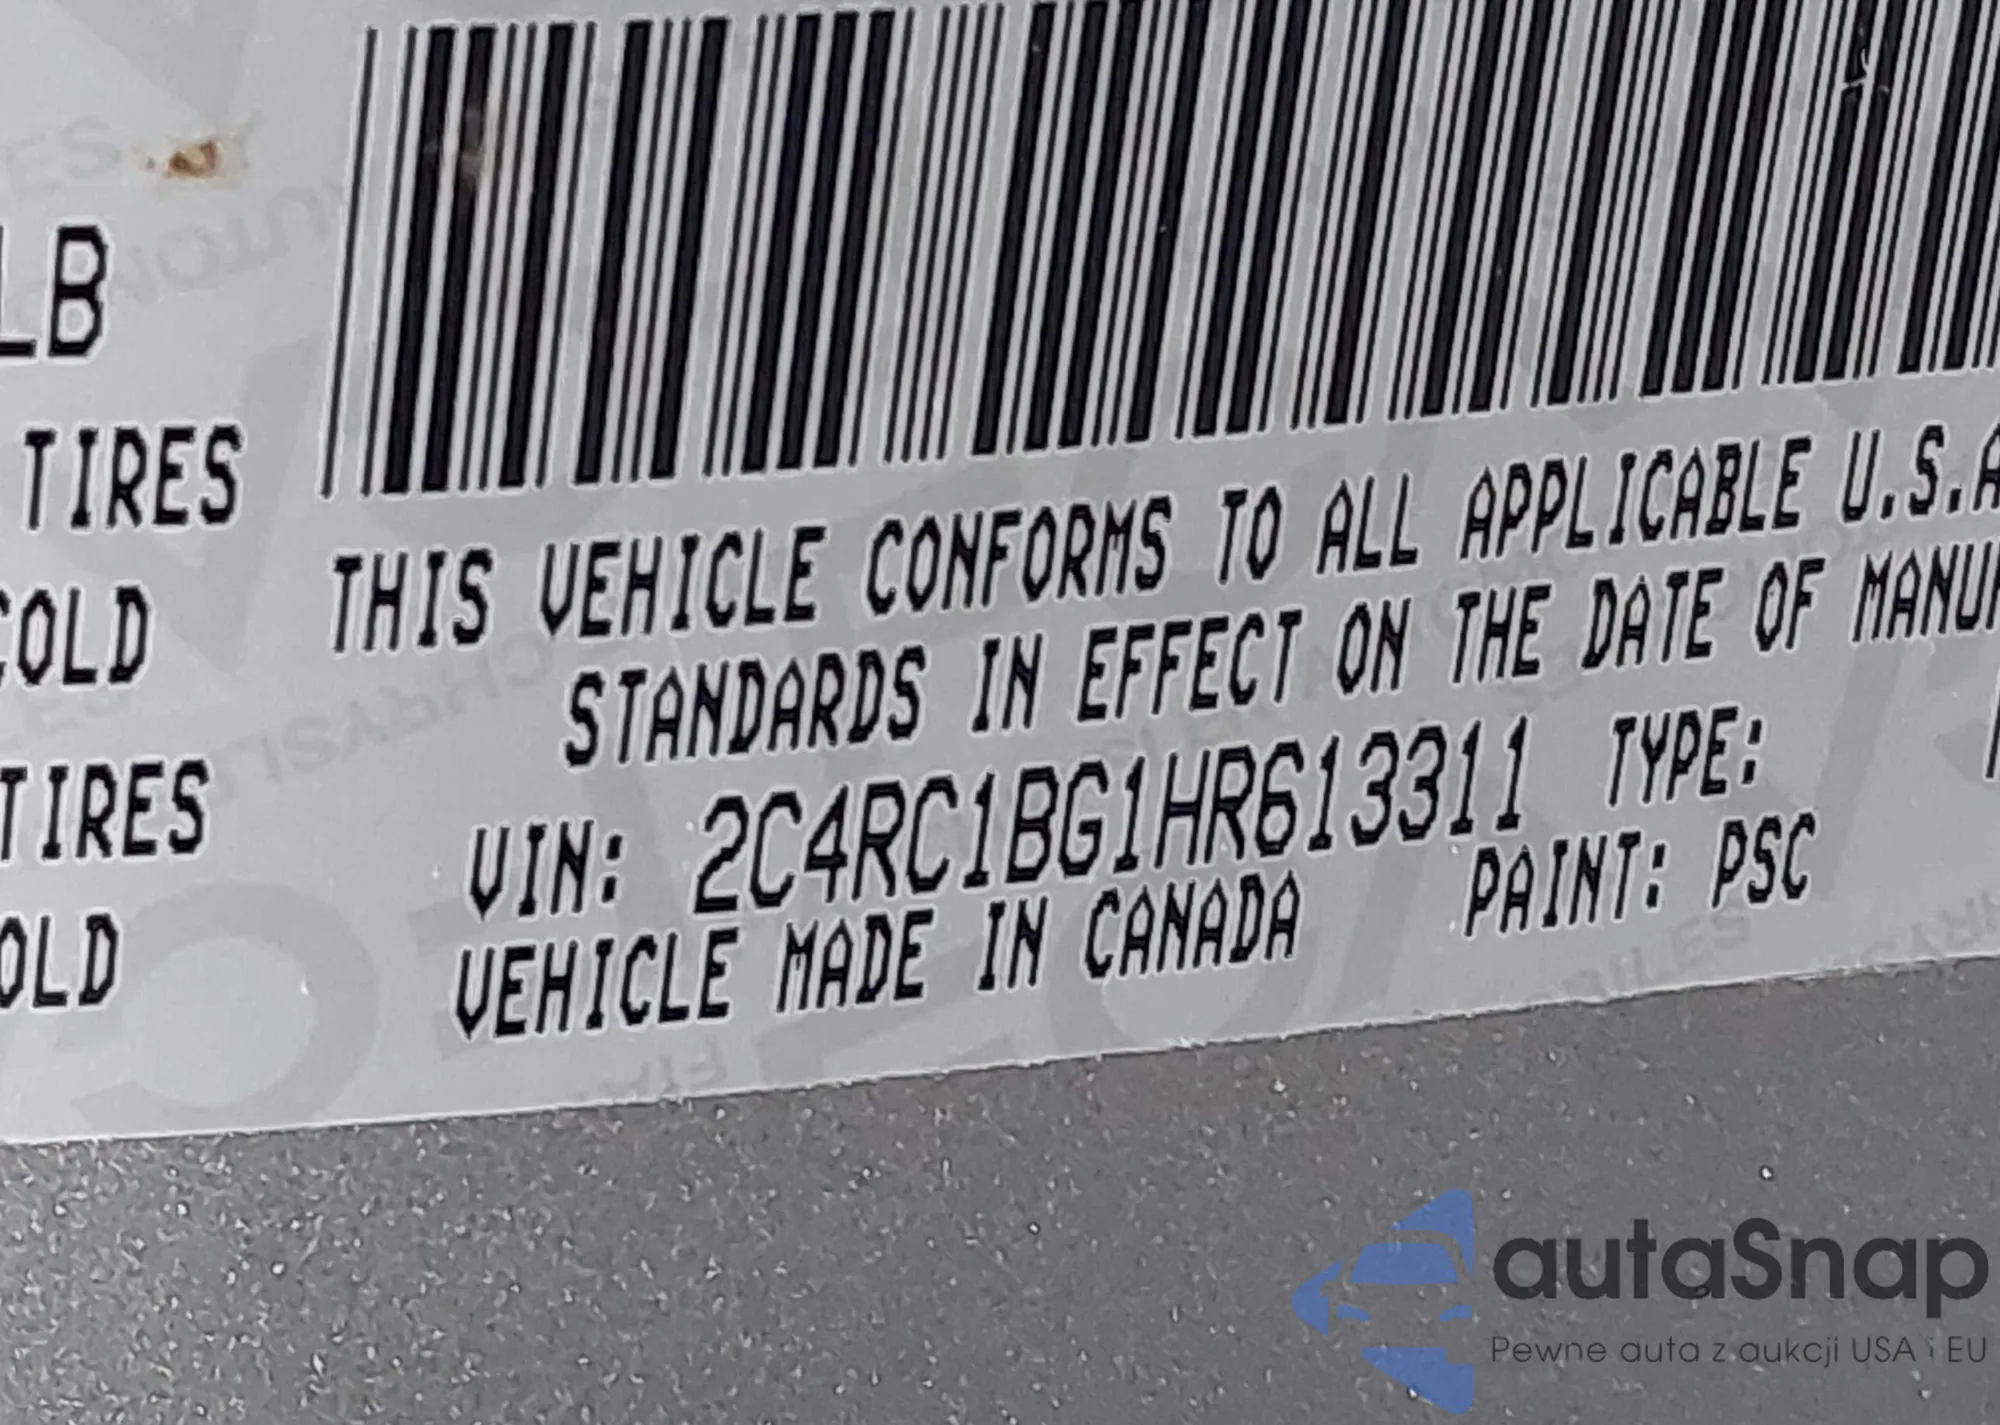 LB
TIRES
COLD
TIRES
OLD
THIS VEHICLE CONFORMS TO ALL APPLICABLE U.S.A
STANDARDS IN EFFECT ON THE DATE OF MANU
VIN: 2C4RC1BG1HR613311 TYPE:
VEHICLE MADE IN CANADA PAINT: PSC
autaSnap
Pewne auta z aukcji USA i EU